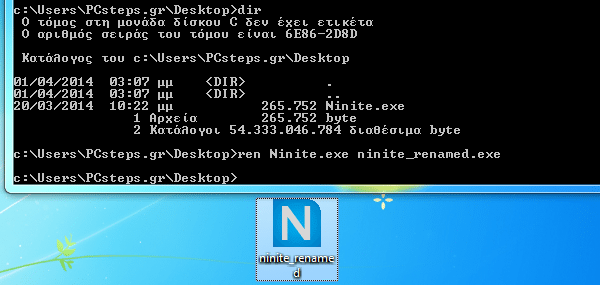 c:\Users\PCsteps.gr\Desktop>dir
Ο τόμος στη μονάδα δίσκου C δεν έχει ετικέτα
Ο αριθμός σειράς του τόμου είναι 6E86-2D8D
Κατάλογος του c:\Users\PCsteps.gr\Desktop
01/04/2014 03:07 μμ <DIR> .
01/04/2014 03:07 μμ <DIR> ..
20/03/2014 10:22 μμ 265.752 Ninite.exe
1 Αρχεία 265.752 byte
2 Κατάλογοι 54.333.046.784 διαθέσιμα byte
c:\Users\PCsteps.gr\Desktop>ren Ninite.exe ninite_renamed.exe
c:\Users\PCsteps.gr\Desktop>
N
ninite_rename
d